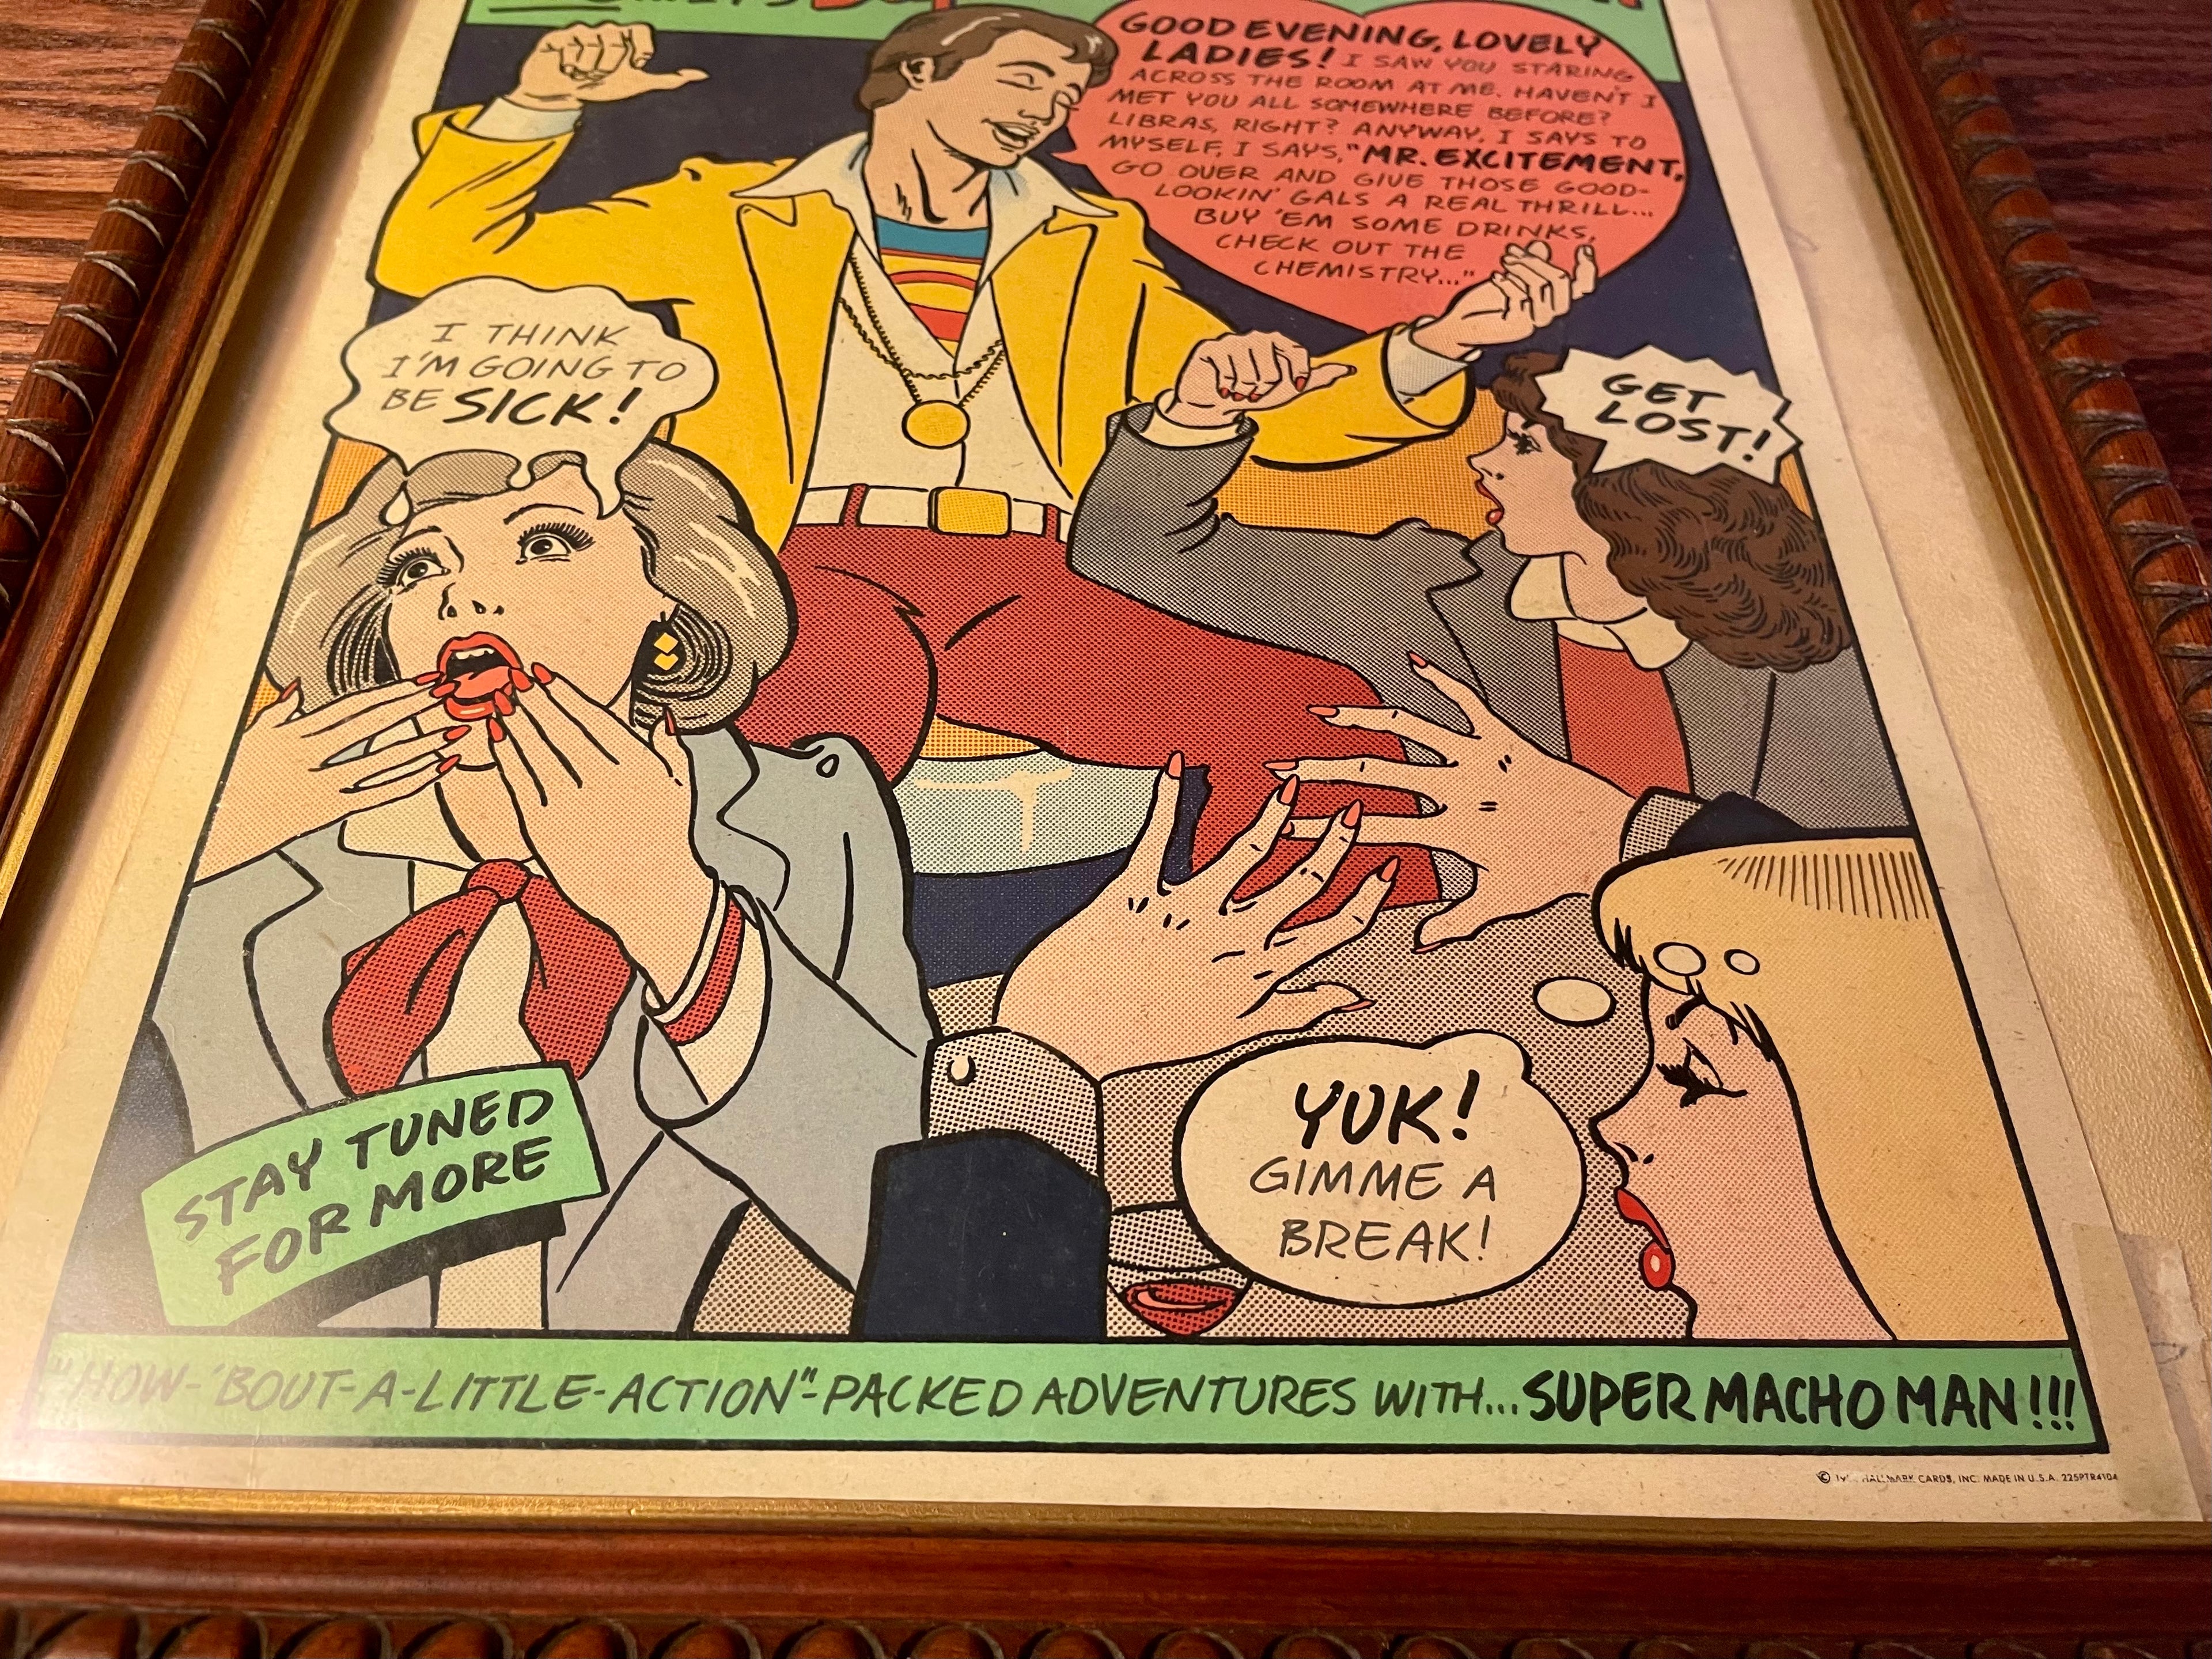 GOOD EVENING, LOVELY
LADIES! I SAW YOU STARING
ACROSS THE ROOM AT ME. HAVEN'T I
MET YOU ALL SOMEWHERE BEFORE?
LIBRAS, RIGHT? ANYWAY, I SAYS TO
MYSELF, I SAYS, "MR. EXCITEMENT,
GO OVER AND GIVE THOSE GOOD-
LOOKIN' GALS A REAL THRILL...
BUY 'EM SOME DRINKS,
CHECK OUT THE
CHEMISTRY..."
I THINK
I'M GOING TO
BE SICK!
GET
LOST!
YUK!
GIMME A
BREAK!
STAY TUNED
FOR MORE
"HOW-'BOUT-A-LITTLE-ACTION"-PACKED ADVENTURES WITH... SUPER MACHO MAN!!!
© HALLMARK CARDS, INC. MADE IN U.S.A. 225PTR4104